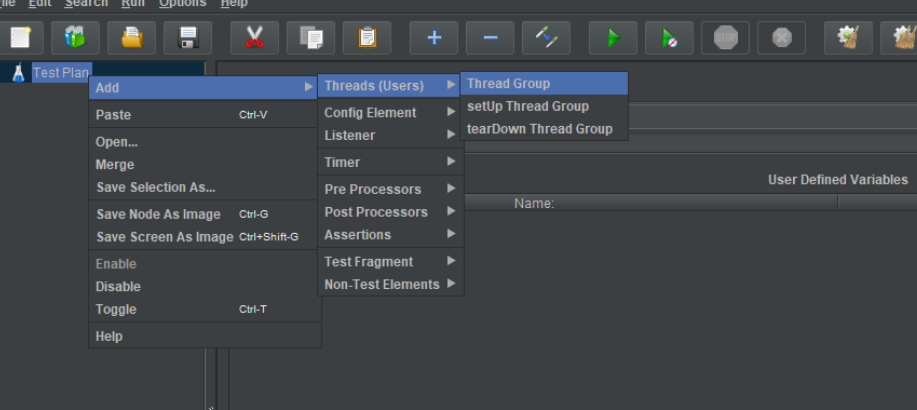 File Edit Search Run Options Help
Test Plan
Add
Paste Ctrl-V
Open...
Merge
Save Selection As...
Save Node As Image Ctrl-G
Save Screen As Image Ctrl+Shift-G
Enable
Disable
Toggle Ctrl-T
Help
Threads (Users)
Config Element
Listener
Timer
Pre Processors
Post Processors
Assertions
Test Fragment
Non-Test Elements
Thread Group
setUp Thread Group
tearDown Thread Group
User Defined Variables
Name: